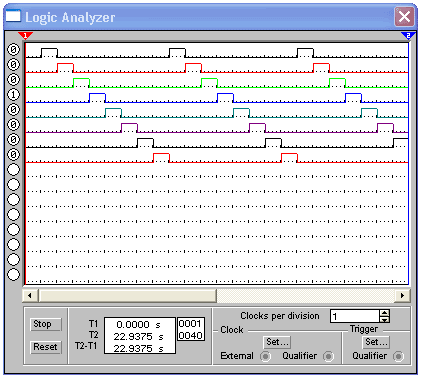 Logic Analyzer
1 2
0
0
0
1
0
0
0
0
Stop
Reset
T1 0.0000 s 0001
T2 22.9375 s 0040
T2-T1 22.9375 s
Clocks per division 1
Clock
Trigger
Set...
Set...
External Qualifier
Qualifier